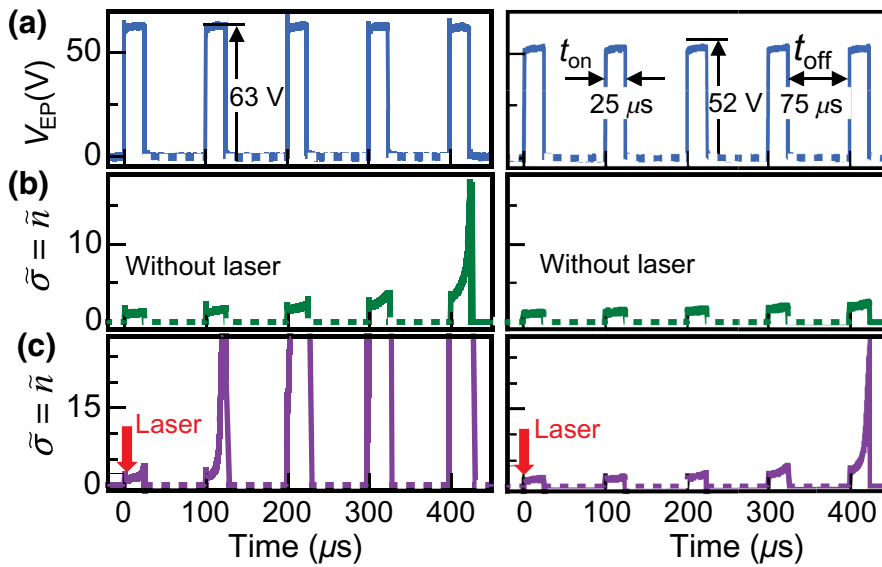 (a)
V_EP(V)
50
0
63 V
t_on
25 μs
52 V
t_off
75 μs
(b)
σ̃ = ñ
10
0
Without laser
Without laser
(c)
σ̃ = ñ
15
0
Laser
Laser
0 100 200 300 400
0 100 200 300 400
Time (μs)
Time (μs)